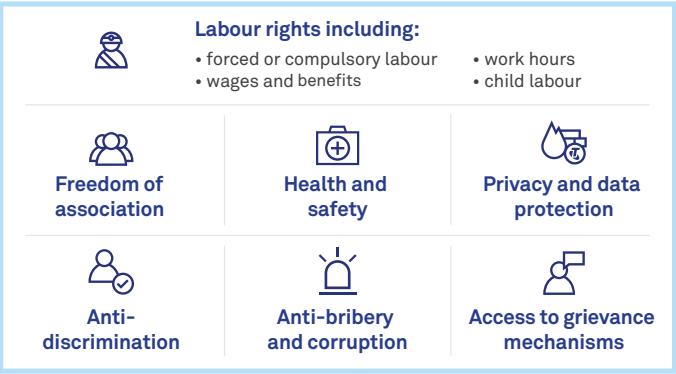 Labour rights including:
• forced or compulsory labour
• wages and benefits
• work hours
• child labour
Freedom of
association
Health and
safety
Privacy and data
protection
Anti-
discrimination
Anti-bribery
and corruption
Access to grievance
mechanisms